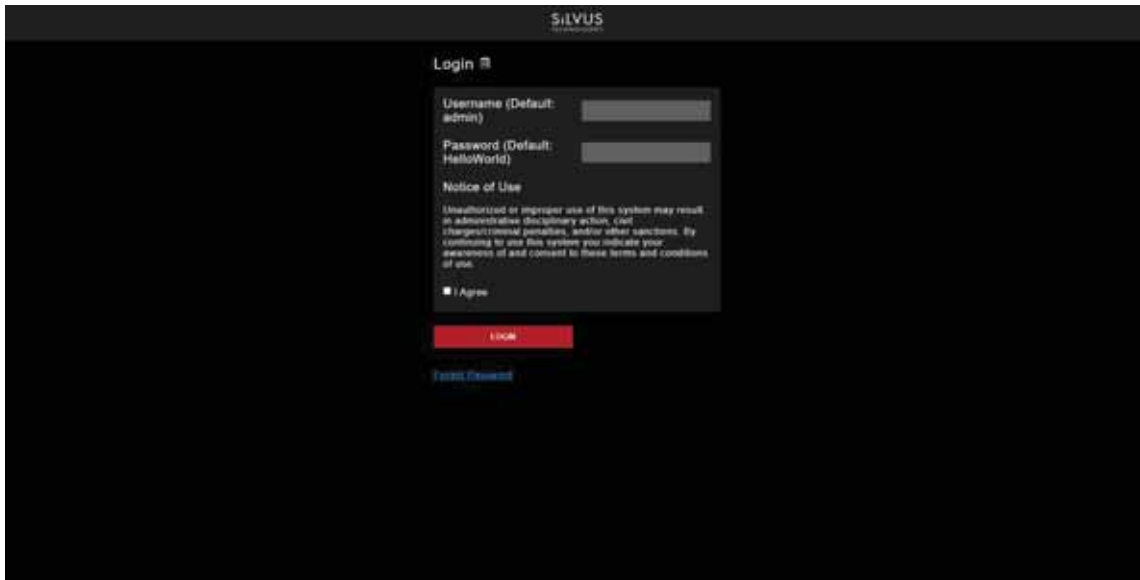 SiLVUS
TECHNOLOGIES
Login
Username (Default:
admin)
Password (Default:
HelloWorld)
Notice of Use
Unauthorized or improper use of this system may result
in administrative disciplinary action, civil
charges/criminal penalties, and/or other sanctions. By
continuing to use this system you indicate your
awareness of and consent to these terms and conditions
of use.
I Agree
LOGIN
Forgot Password